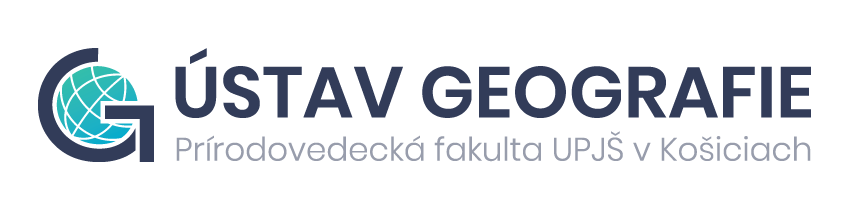 ÚSTAV GEOGRAFIE
Prírodovedecká fakulta UPJŠ v Košiciach